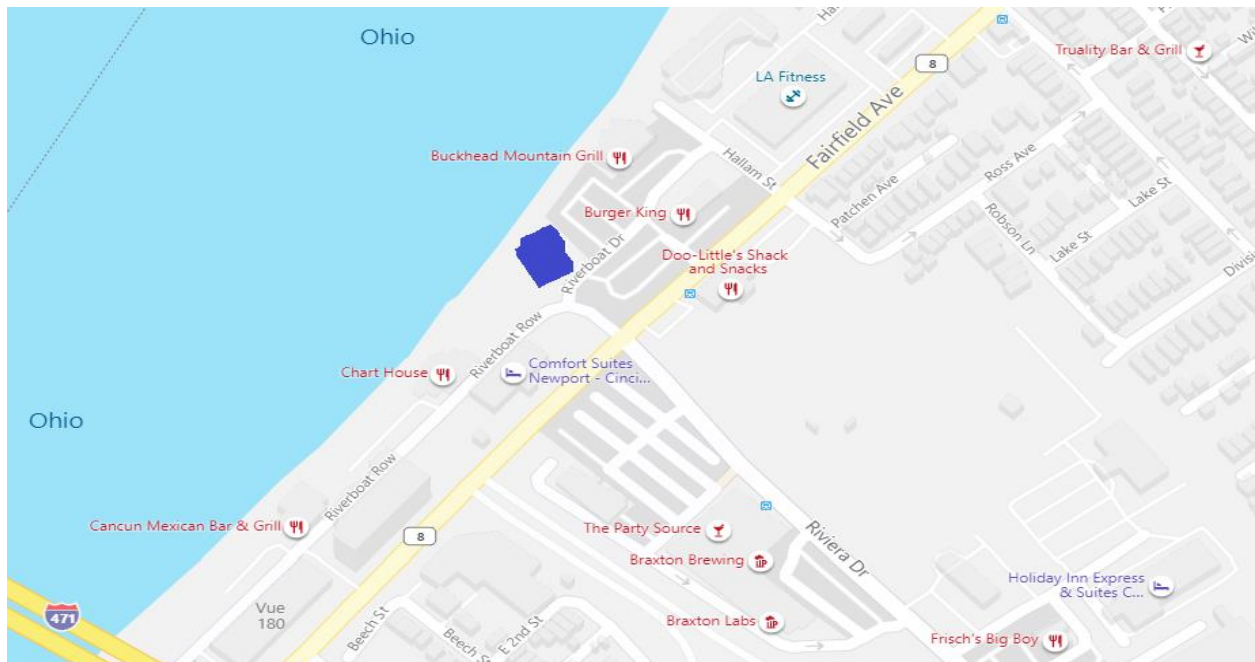 Ohio
8
Truality Bar & Grill
LA Fitness
Fairfield Ave
Buckhead Mountain Grill
Hallam St
Ross Ave
Lake St
Patchen Ave
Burger King
Robson Ln
Lake St
Riverboat Dr
Doo-Little's Shack
and Snacks
Riverboat Row
Chart House
Comfort Suites
Newport - Cinci...
Ohio
Riverboat Row
Cancun Mexican Bar & Grill
8
The Party Source
Riviera Dr
Braxton Brewing
Holiday Inn Express
& Suites C...
471
Vue
180
Beech St
Beech St
E 2nd St
Braxton Labs
Frisch's Big Boy